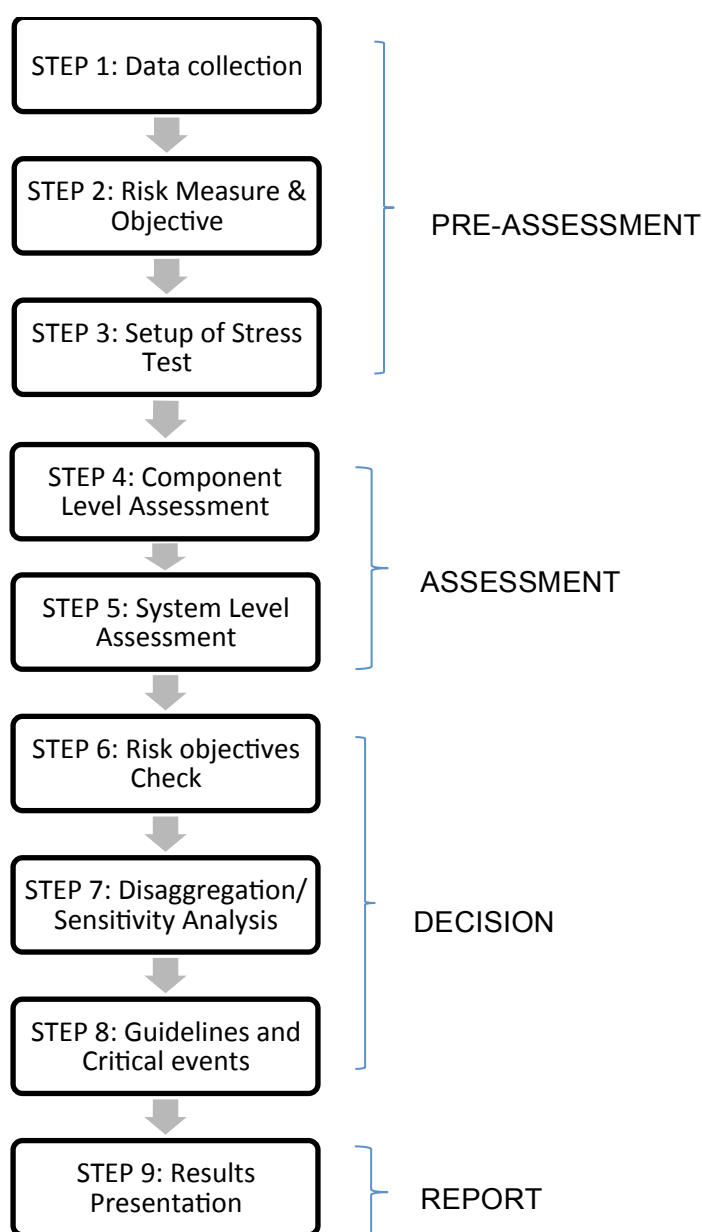 STEP 1: Data collection
STEP 2: Risk Measure &
Objective
STEP 3: Setup of Stress
Test
PRE-ASSESSMENT
STEP 4: Component
Level Assessment
STEP 5: System Level
Assessment
ASSESSMENT
STEP 6: Risk objectives
Check
STEP 7: Disaggregation/
Sensitivity Analysis
STEP 8: Guidelines and
Critical events
DECISION
STEP 9: Results
Presentation
REPORT